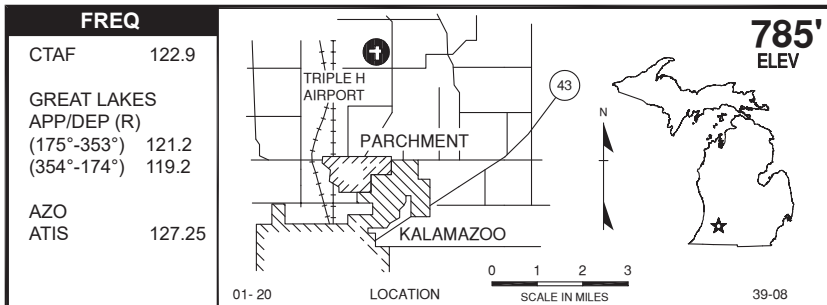 FREQ
CTAF 122.9
GREAT LAKES
APP/DEP (R)
(175°-353°) 121.2
(354°-174°) 119.2
AZO
ATIS 127.25
TRIPLE H
AIRPORT
43
PARCHMENT
KALAMAZOO
N
785'
ELEV
0 1 2 3
SCALE IN MILES
01- 20
LOCATION
39-08